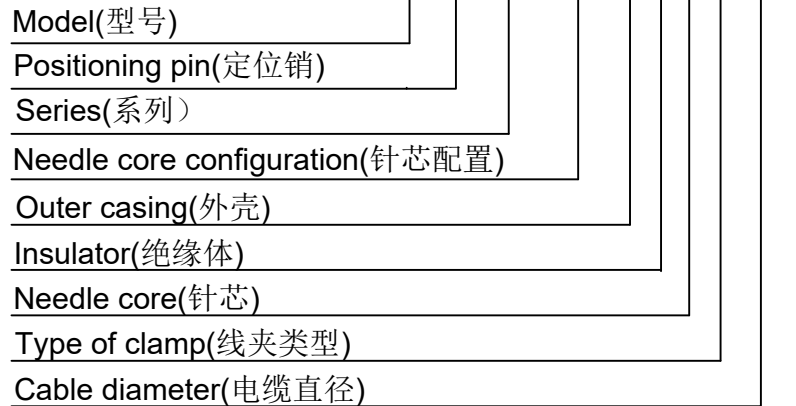 Model(型号)
Positioning pin(定位销)
Series(系列）
Needle core configuration(针芯配置)
Outer casing(外壳)
Insulator(绝缘体)
Needle core(针芯)
Type of clamp(线夹类型)
Cable diameter(电缆直径)